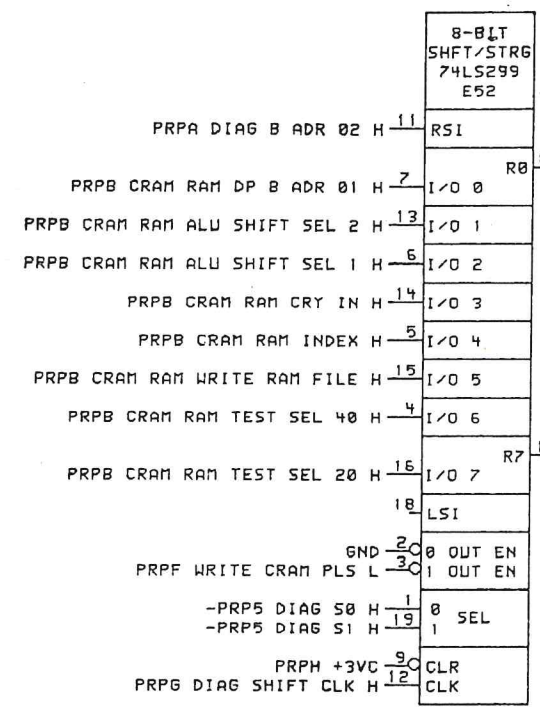 8-BIT
SHFT/STRG
74LS299
E52
PRPA DIAG B ADR 02 H 11 RSI
R0
PRPB CRAM RAM DP B ADR 01 H 7 I/O 0
PRPB CRAM RAM ALU SHIFT SEL 2 H 13 I/O 1
PRPB CRAM RAM ALU SHIFT SEL 1 H 6 I/O 2
PRPB CRAM RAM CRY IN H 14 I/O 3
PRPB CRAM RAM INDEX H 5 I/O 4
PRPB CRAM RAM WRITE RAM FILE H 15 I/O 5
PRPB CRAM RAM TEST SEL 40 H 4 I/O 6
R7
PRPB CRAM RAM TEST SEL 20 H 16 I/O 7
18 LSI
GND 2 0 OUT EN
PRPF WRITE CRAM PLS L 3 1 OUT EN
-PRP5 DIAG S0 H 1 0 SEL
-PRP5 DIAG S1 H 19 1
PRPH +3VC 9 CLR
PRPG DIAG SHIFT CLK H 12 CLK